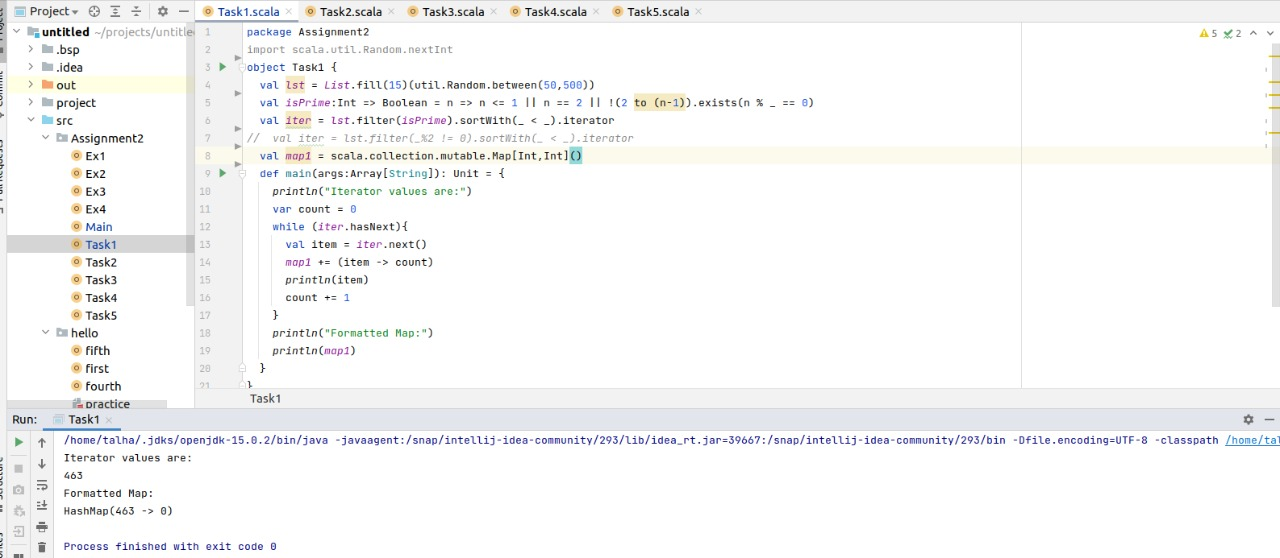 Project
Task1.scala Task2.scala Task3.scala Task4.scala Task5.scala
untitled ~/projects/untitle
.bsp
.idea
out
project
src
Assignment2
Ex1
Ex2
Ex3
Ex4
Main
Task1
Task2
Task3
Task4
Task5
hello
fifth
first
fourth
practice
Project
Commit
Pull Requests
5 2
1 package Assignment2
2 import scala.util.Random.nextInt
3 object Task1 {
4 val lst = List.fill(15)(util.Random.between(50,500))
5 val isPrime:Int => Boolean = n => n <= 1 || n == 2 || !(2 to (n-1)).exists(n % _ == 0)
6 val iter = lst.filter(isPrime).sortWith(_ < _).iterator
7 // val iter = lst.filter(_%2 != 0).sortWith(_ < _).iterator
8 val map1 = scala.collection.mutable.Map[Int,Int]()
9 def main(args:Array[String]): Unit = {
10 println("Iterator values are:")
11 var count = 0
12 while (iter.hasNext){
13 val item = iter.next()
14 map1 += (item -> count)
15 println(item)
16 count += 1
17 }
18 println("Formatted Map:")
19 println(map1)
20 }
21 }
Task1
Run: Task1
/home/talha/.jdks/openjdk-15.0.2/bin/java -javaagent:/snap/intellij-idea-community/293/lib/idea_rt.jar=39667:/snap/intellij-idea-community/293/bin -Dfile.encoding=UTF-8 -classpath /home/tal
Iterator values are:
463
Formatted Map:
HashMap(463 -> 0)
Process finished with exit code 0